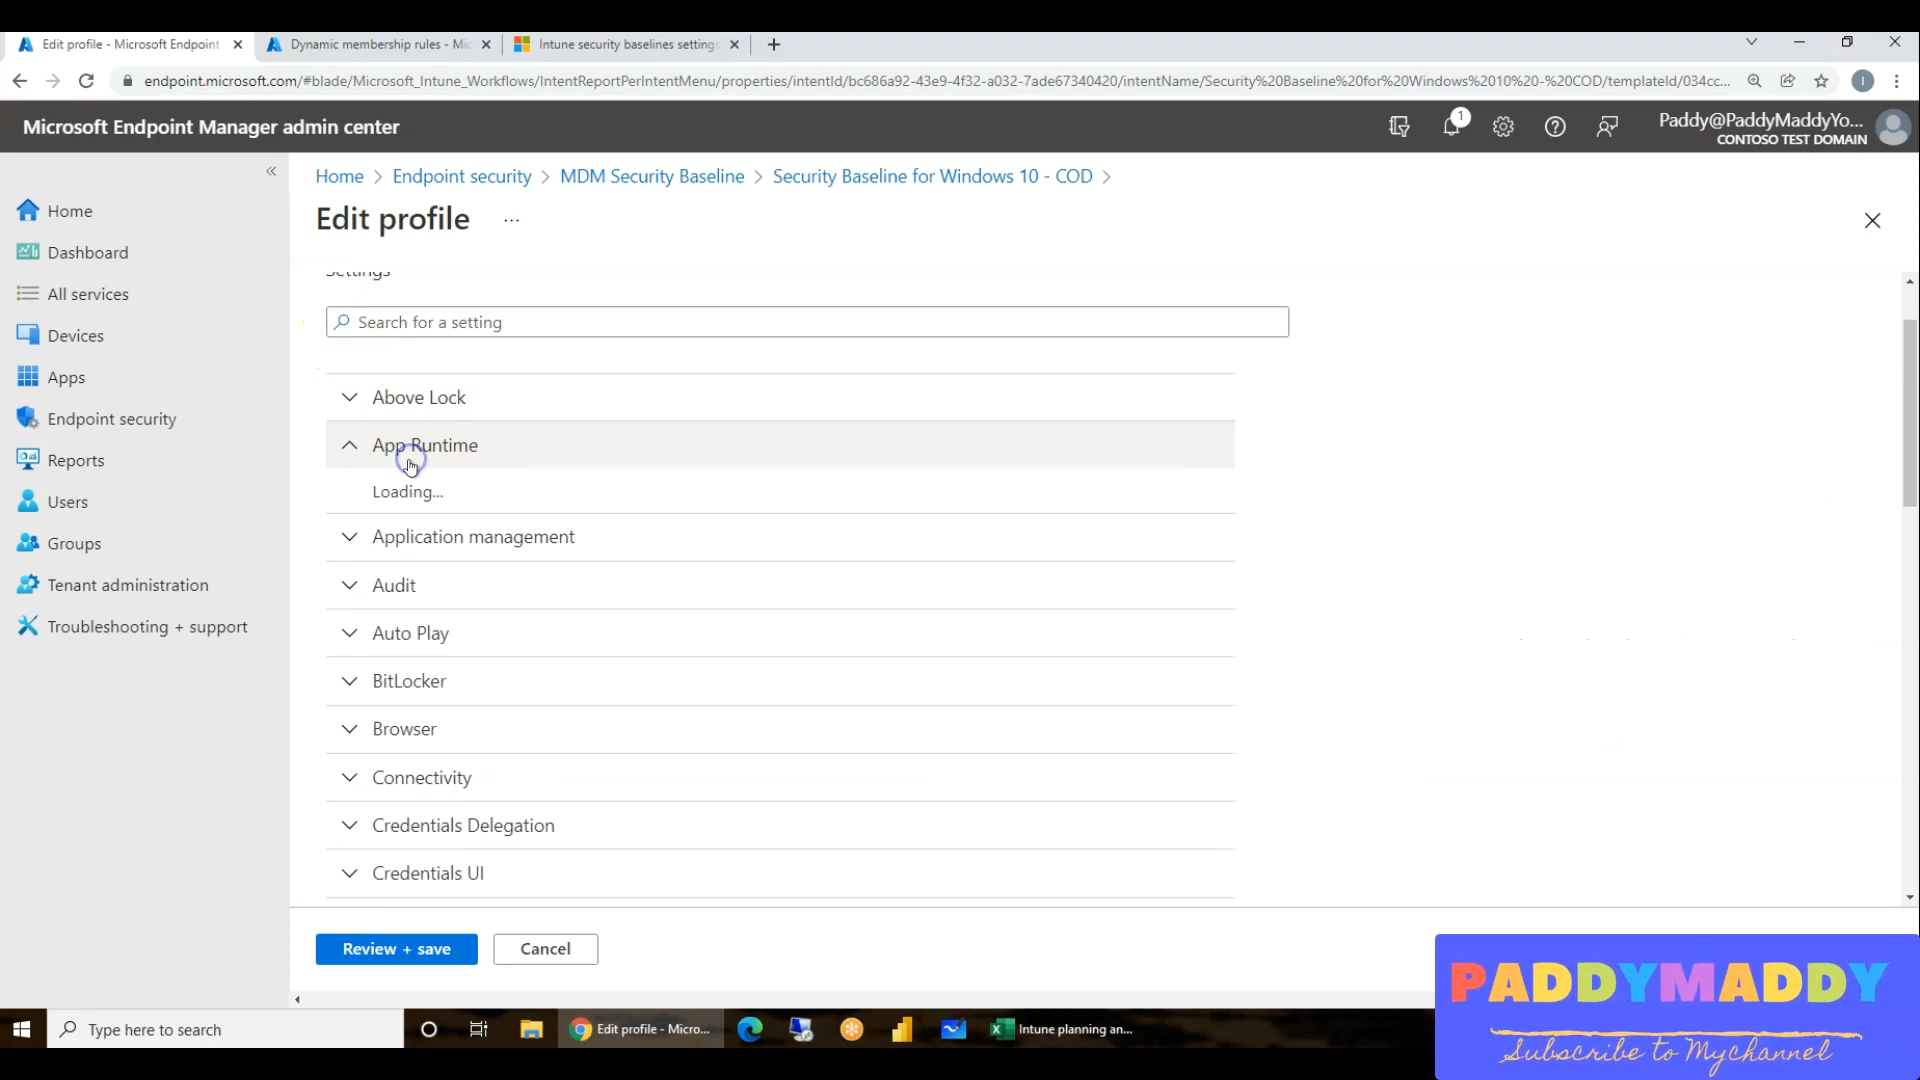 Edit profile - Microsoft Endpoint
Dynamic membership rules - Mic
Intune security baselines settings
endpoint.microsoft.com/#blade/Microsoft_Intune_Workflows/IntentReportPerIntentMenu/properties/intentId/bc686a92-43e9-4f32-a032-7ade67340420/intentName/Security%20Baseline%20for%20Windows%2010%20-%20COD/templateId/034cc...
Microsoft Endpoint Manager admin center
1
Paddy@PaddyMaddyYo...
CONTOSO TEST DOMAIN
Home
Dashboard
All services
Devices
Apps
Endpoint security
Reports
Users
Groups
Tenant administration
Troubleshooting + support
Home > Endpoint security > MDM Security Baseline > Security Baseline for Windows 10 - COD >
Edit profile ...
Settings
Search for a setting
Above Lock
App Runtime
Loading...
Application management
Audit
Auto Play
BitLocker
Browser
Connectivity
Credentials Delegation
Credentials UI
Review + save
Cancel
PADDYMADDY
Subscribe to Mychannel
Type here to search
Edit profile - Micro...
Intune planning an...